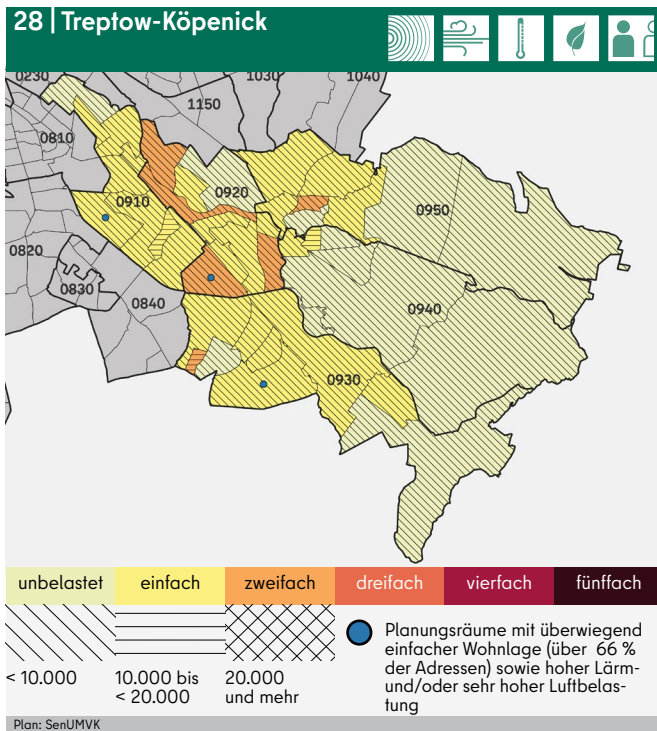 28 | Treptow-Köpenick
0230
1030
1040
1150
0810
0910
0920
0950
0820
0830
0840
0940
0930
unbelastet einfach zweifach dreifach vierfach fünffach
< 10.000
10.000 bis
< 20.000
20.000
und mehr
Planungsräume mit überwiegend
einfacher Wohnlage (über 66 %
der Adressen) sowie hoher Lärm-
und/oder sehr hoher Luftbelas-
tung
Plan: SenUMVK